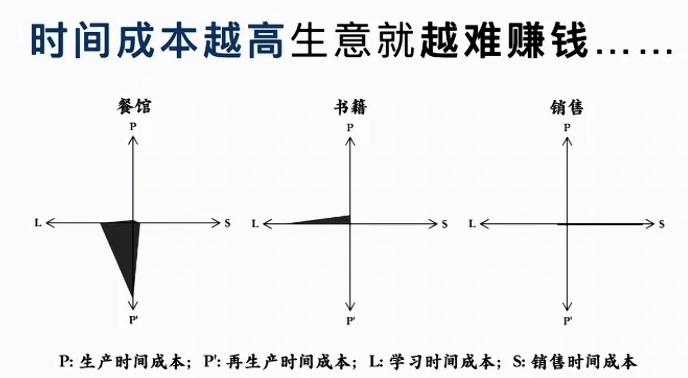 时间成本越高生意就越难赚钱……
餐馆 书籍 销售
P P P
L S L S L S
P' P' P'
P: 生产时间成本; P': 再生产时间成本; L: 学习时间成本; S: 销售时间成本